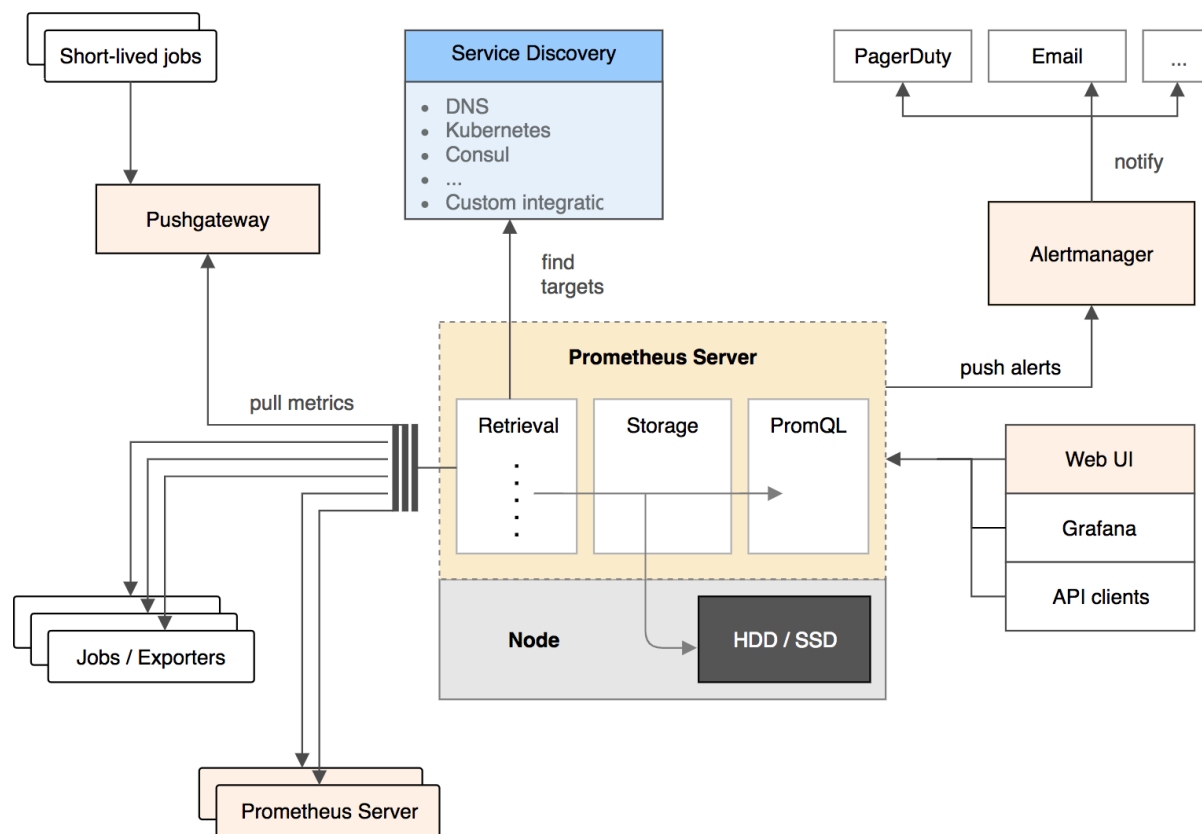 Short-lived jobs
Service Discovery
• DNS
• Kubernetes
• Consul
• ...
• Custom integratic
PagerDuty
Email
...
notify
Pushgateway
Alertmanager
find
targets
Prometheus Server
push alerts
pull metrics
Retrieval
Storage
PromQL
Web UI
Grafana
API clients
Node
HDD / SSD
Jobs / Exporters
Prometheus Server